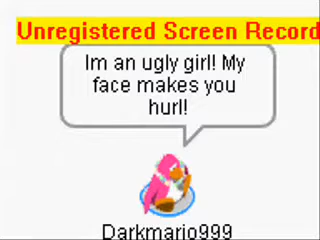 Unregistered Screen Record
Im an ugly girl! My
face makes you
hurl!
Darkmario999